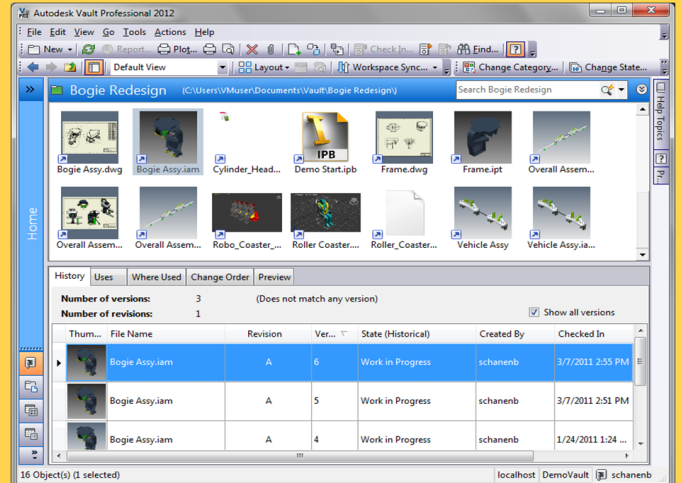 Autodesk Vault Professional 2012
File Edit View Go Tools Actions Help
New Report... Plot... Check In... Find...
Default View Layout Workspace Sync... Change Category... Change State...
Bogie Redesign (C:\Users\VMuser\Documents\Vault\Bogie Redesign\) Search Bogie Redesign
Help Topics
Pr...
Home
IPB
Bogie Assy.dwg Bogie Assy.iam Cylinder_Head... Demo Start.ipb Frame.dwg Frame.ipt Overall Assem...
Overall Assem... Overall Assem... Robo_Coaster_... Roller Coaster.... Roller_Coaster... Vehicle Assy Vehicle Assy.ia...
History Uses Where Used Change Order Preview
Number of versions: 3 (Does not match any version)
Number of revisions: 1 Show all versions
Thum... File Name Revision Ver... State (Historical) Created By Checked In
Bogie Assy.iam A 6 Work in Progress schanenb 3/7/2011 2:55 PM
Bogie Assy.iam A 5 Work in Progress schanenb 3/7/2011 2:51 PM
Bogie Assy.iam A 4 Work in Progress schanenb 1/24/2011 1:24 ...
16 Object(s) (1 selected) localhost DemoVault schanenb